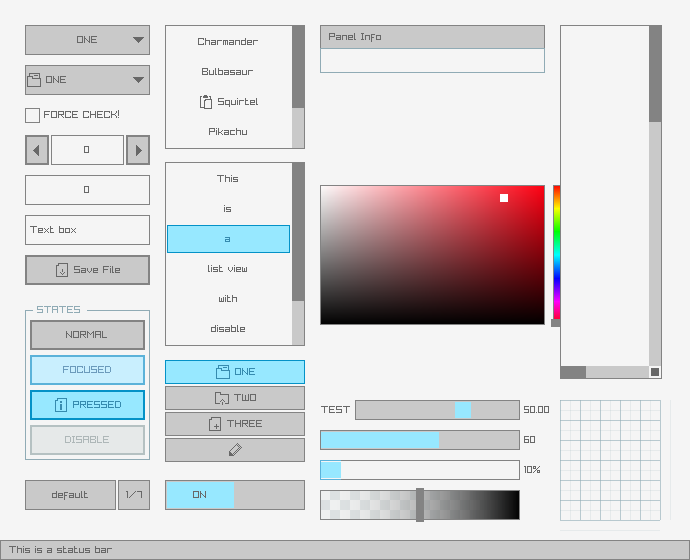 ONE
ONE
FORCE CHECK!
0
0
Text box
Save File
STATES
NORMAL
FOCUSED
PRESSED
DISABLE
default
1/7
Charmander
Bulbasaur
Squirtel
Pikachu
This
is
a
list view
with
disable
ONE
TWO
THREE
ON
Panel Info
TEST
50.00
60
10%
This is a status bar